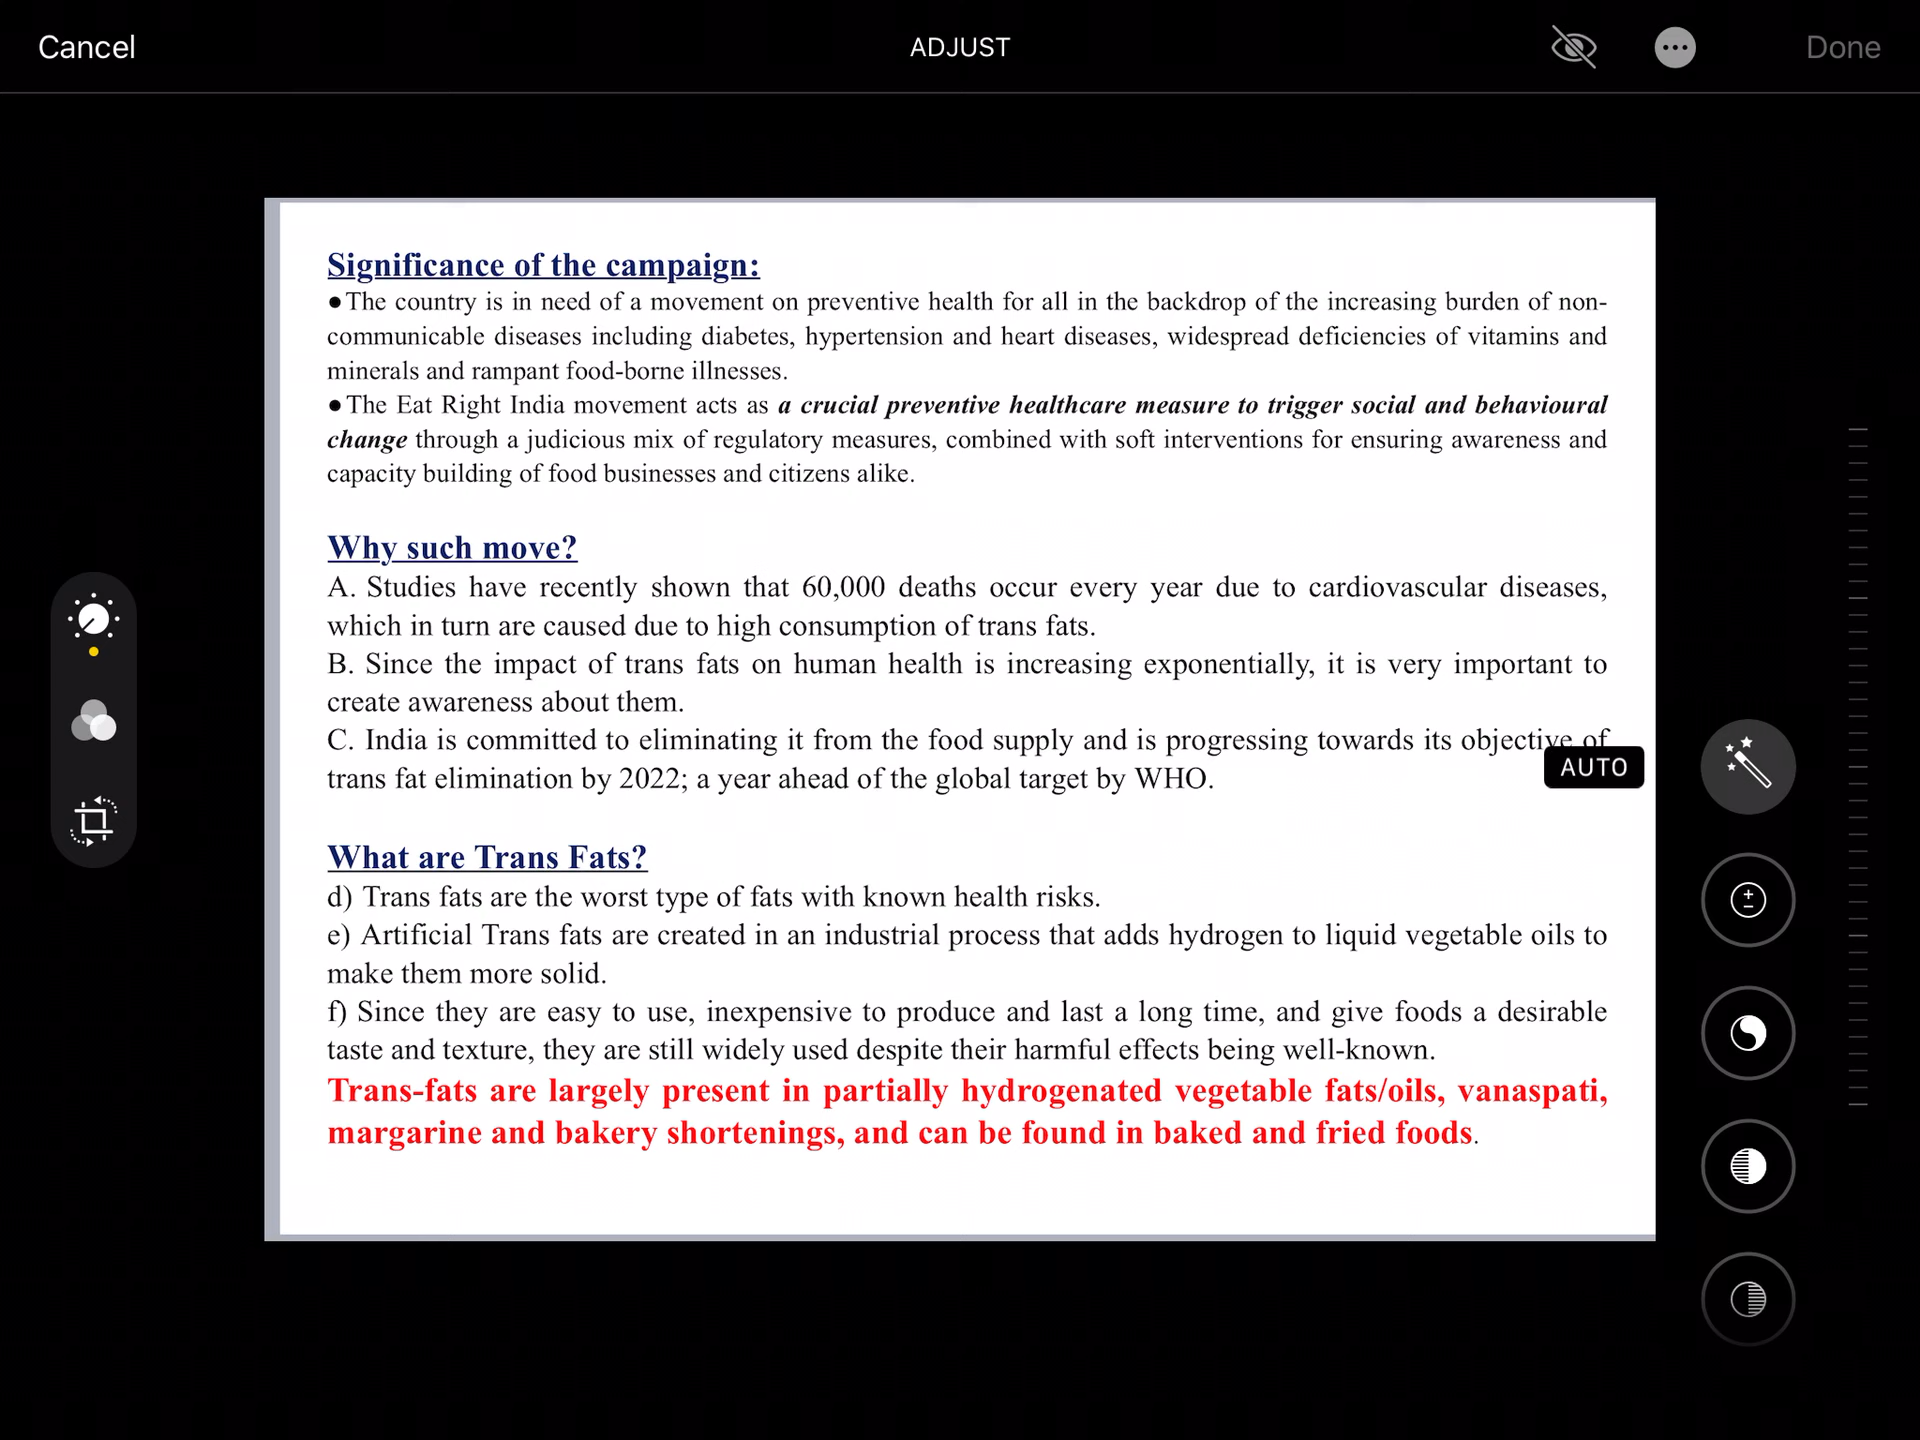 Cancel
ADJUST
Done
Significance of the campaign:
●The country is in need of a movement on preventive health for all in the backdrop of the increasing burden of non-
communicable diseases including diabetes, hypertension and heart diseases, widespread deficiencies of vitamins and
minerals and rampant food-borne illnesses.
●The Eat Right India movement acts as a crucial preventive healthcare measure to trigger social and behavioural
change through a judicious mix of regulatory measures, combined with soft interventions for ensuring awareness and
capacity building of food businesses and citizens alike.
Why such move?
A. Studies have recently shown that 60,000 deaths occur every year due to cardiovascular diseases,
which in turn are caused due to high consumption of trans fats.
B. Since the impact of trans fats on human health is increasing exponentially, it is very important to
create awareness about them.
C. India is committed to eliminating it from the food supply and is progressing towards its objective of
trans fat elimination by 2022; a year ahead of the global target by WHO.
AUTO
What are Trans Fats?
d) Trans fats are the worst type of fats with known health risks.
e) Artificial Trans fats are created in an industrial process that adds hydrogen to liquid vegetable oils to
make them more solid.
f) Since they are easy to use, inexpensive to produce and last a long time, and give foods a desirable
taste and texture, they are still widely used despite their harmful effects being well-known.
Trans-fats are largely present in partially hydrogenated vegetable fats/oils, vanaspati,
margarine and bakery shortenings, and can be found in baked and fried foods.